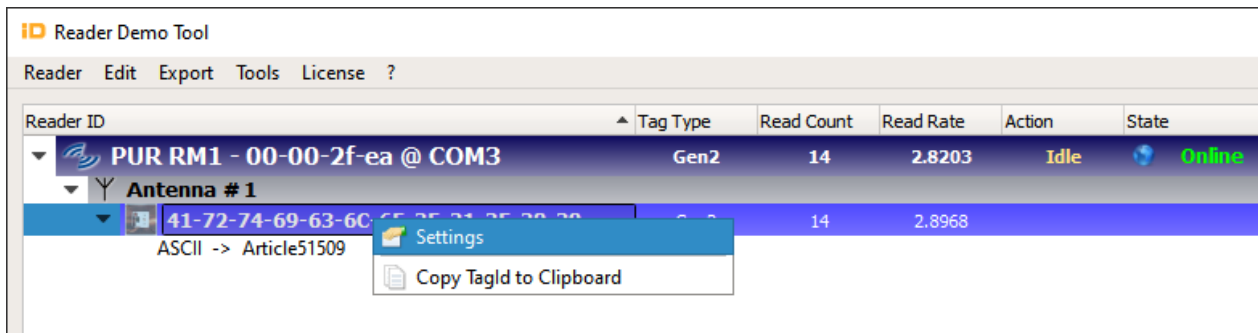 iD Reader Demo Tool
Reader Edit Export Tools License ?
Reader ID Tag Type Read Count Read Rate Action State
PUR RM1 - 00-00-2f-ea @ COM3 Gen2 14 2.8203 Idle Online
Antenna #1
41-72-74-69-63-6C 14 2.8968
Settings
ASCII -> Article51509
Copy TagId to Clipboard